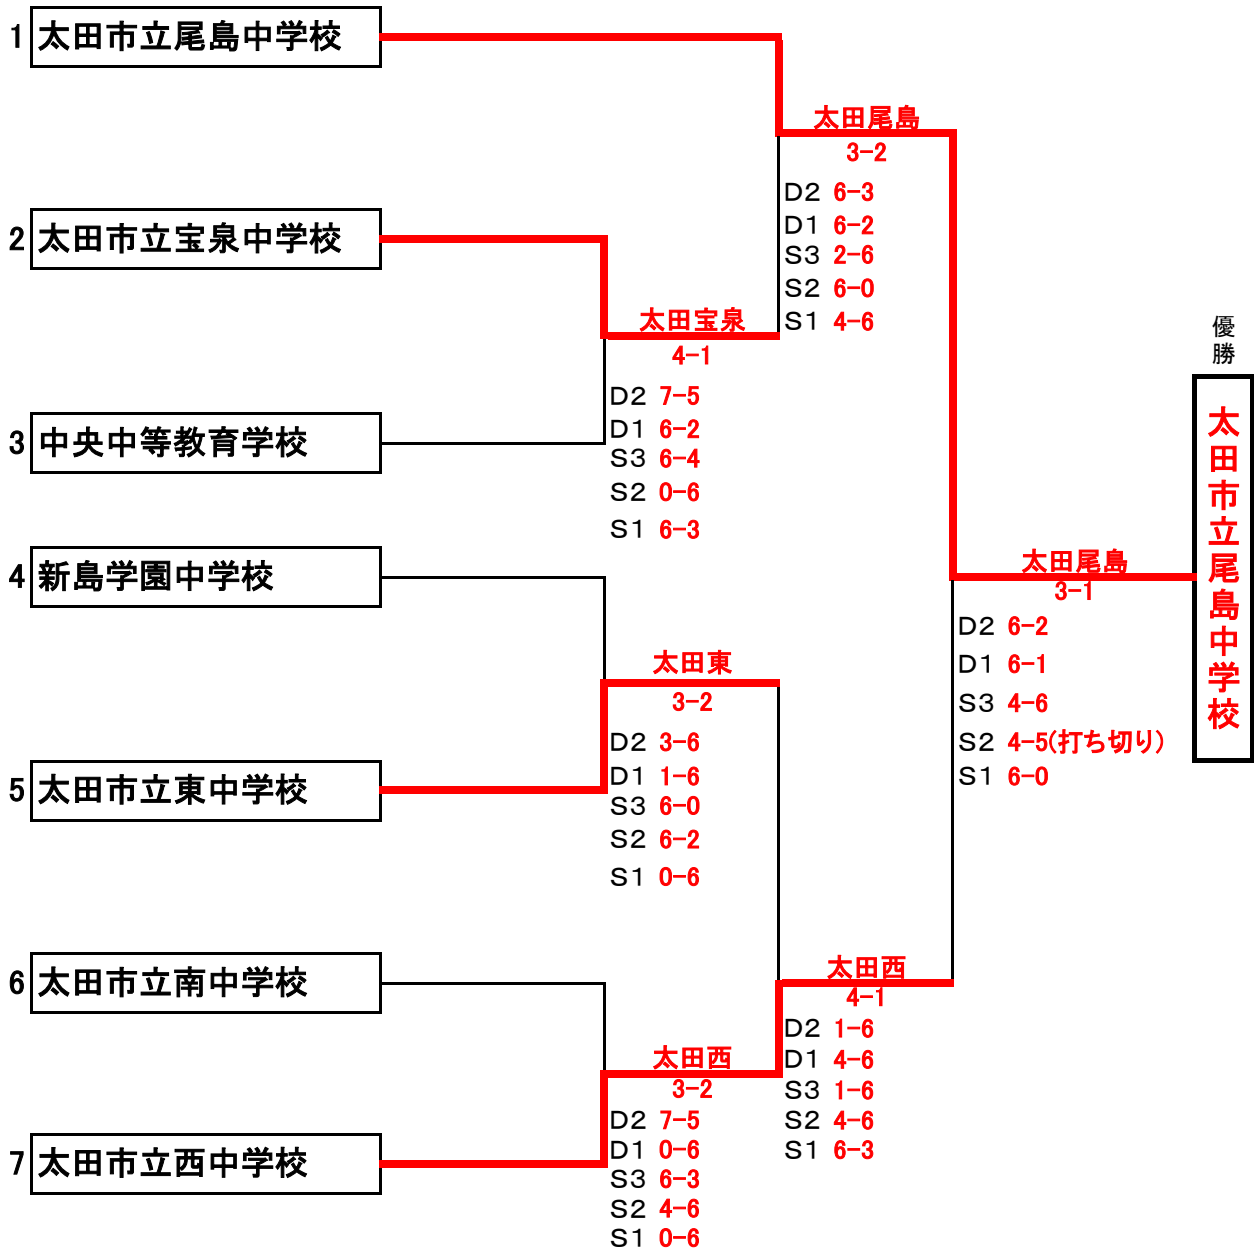 1 太田市立尾島中学校
太田尾島
3-2
D2 6-3
D1 6-2
S3 2-6
S2 6-0
S1 4-6
2 太田市立宝泉中学校
太田宝泉
4-1
D2 7-5
D1 6-2
S3 6-4
S2 0-6
S1 6-3
3 中央中等教育学校
優勝
太田市立尾島中学校
太田尾島
3-1
D2 6-2
D1 6-1
S3 4-6
S2 4-5(打ち切り)
S1 6-0
4 新島学園中学校
太田東
3-2
D2 3-6
D1 1-6
S3 6-0
S2 6-2
S1 0-6
5 太田市立東中学校
太田西
4-1
D2 1-6
D1 4-6
S3 1-6
S2 4-6
S1 6-3
6 太田市立南中学校
太田西
3-2
D2 7-5
D1 0-6
S3 6-3
S2 4-6
S1 0-6
7 太田市立西中学校